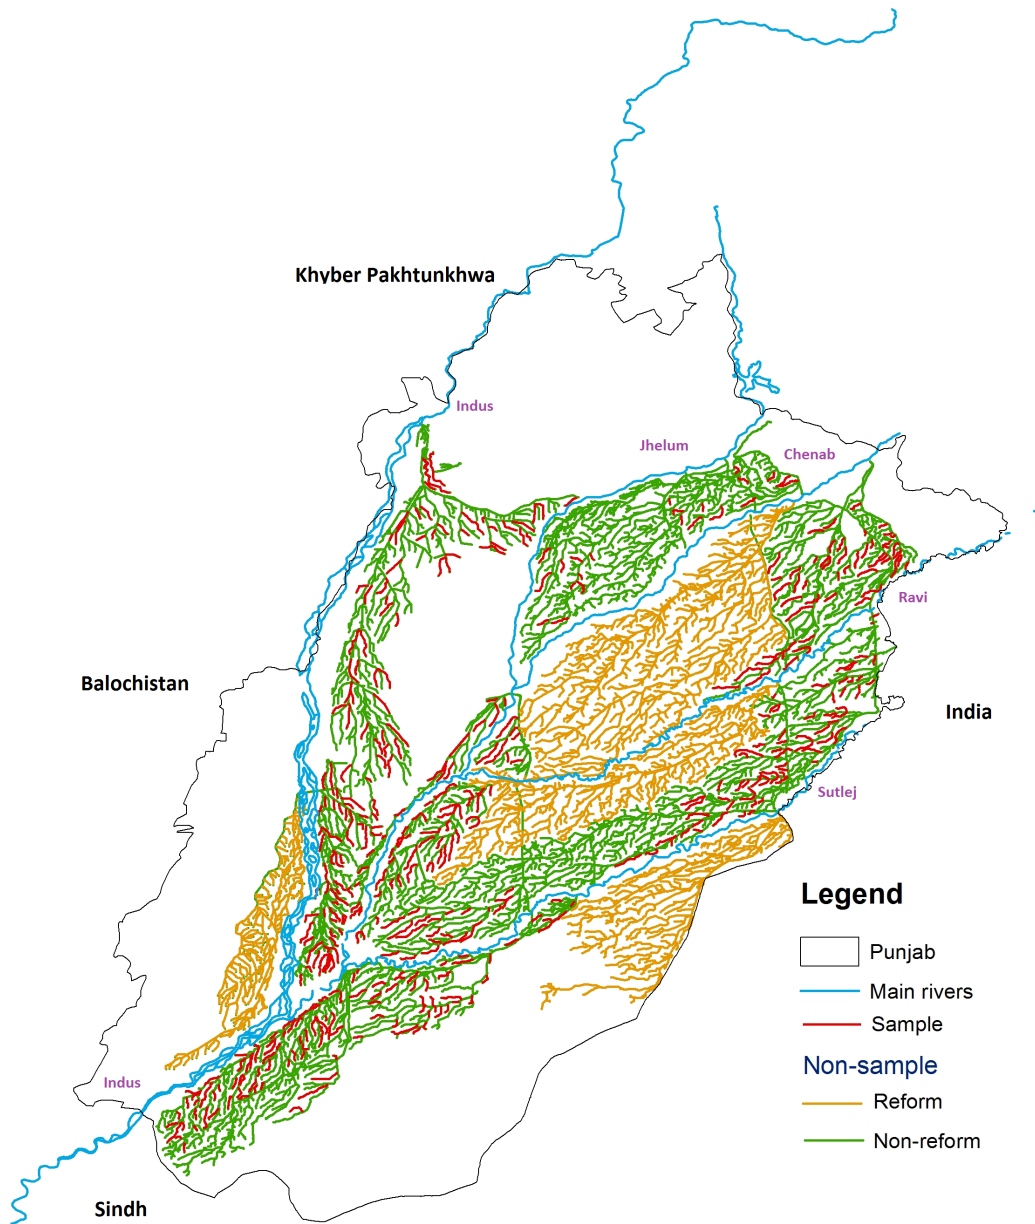 Khyber Pakhtunkhwa
Indus
Jhelum
Chenab
Ravi
Balochistan
India
Sutlej
Legend
Punjab
Main rivers
Sample
Non-sample
Reform
Non-reform
Indus
Sindh